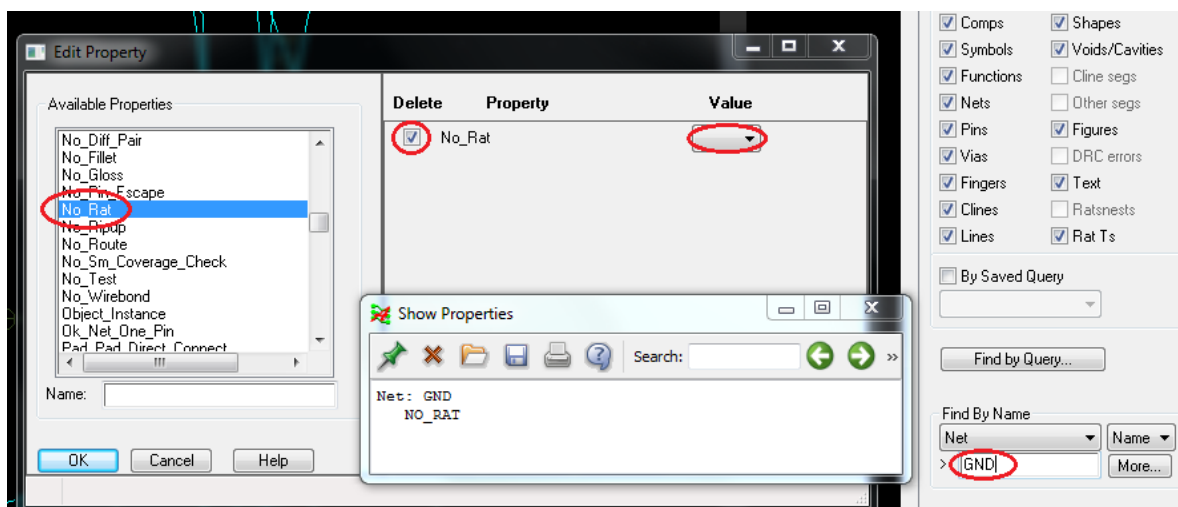 Edit Property
Available Properties
No_Diff_Pair
No_Fillet
No_Gloss
No_Pin_Escape
No_Rat
No_Ripup
No_Route
No_Sm_Coverage_Check
No_Test
No_Wirebond
Object_Instance
Ok_Net_One_Pin
Pad_Pad_Direct_Connect
Name:
OK Cancel Help
Delete Property Value
No_Rat
Show Properties
Search:
»
Net: GND
NO_RAT
Comps Shapes
Symbols Voids/Cavities
Functions Cline segs
Nets Other segs
Pins Figures
Vias DRC errors
Fingers Text
Clines Ratsnests
Lines Rat Ts
By Saved Query
Find by Query...
Find By Name
Net Name
> GND More...